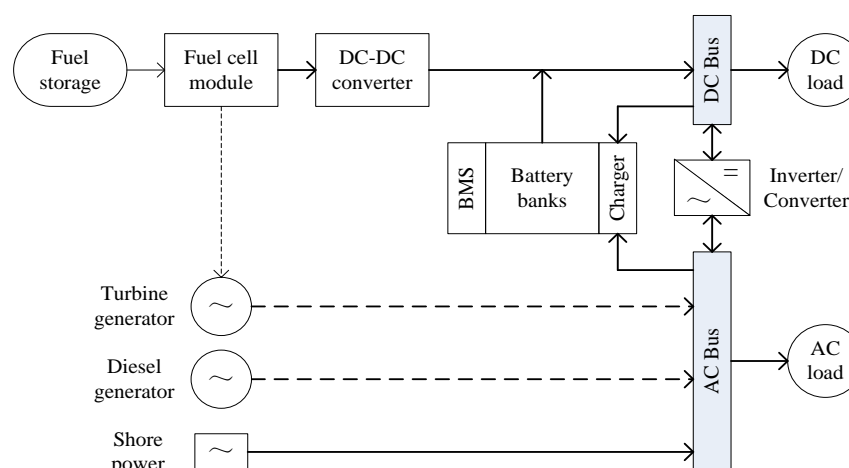 Fuel
storage
Fuel cell
module
DC-DC
converter
DC Bus
DC
load
BMS
Battery
banks
Charger
Inverter/
Converter
Turbine
generator
Diesel
generator
AC Bus
AC
load
Shore
power